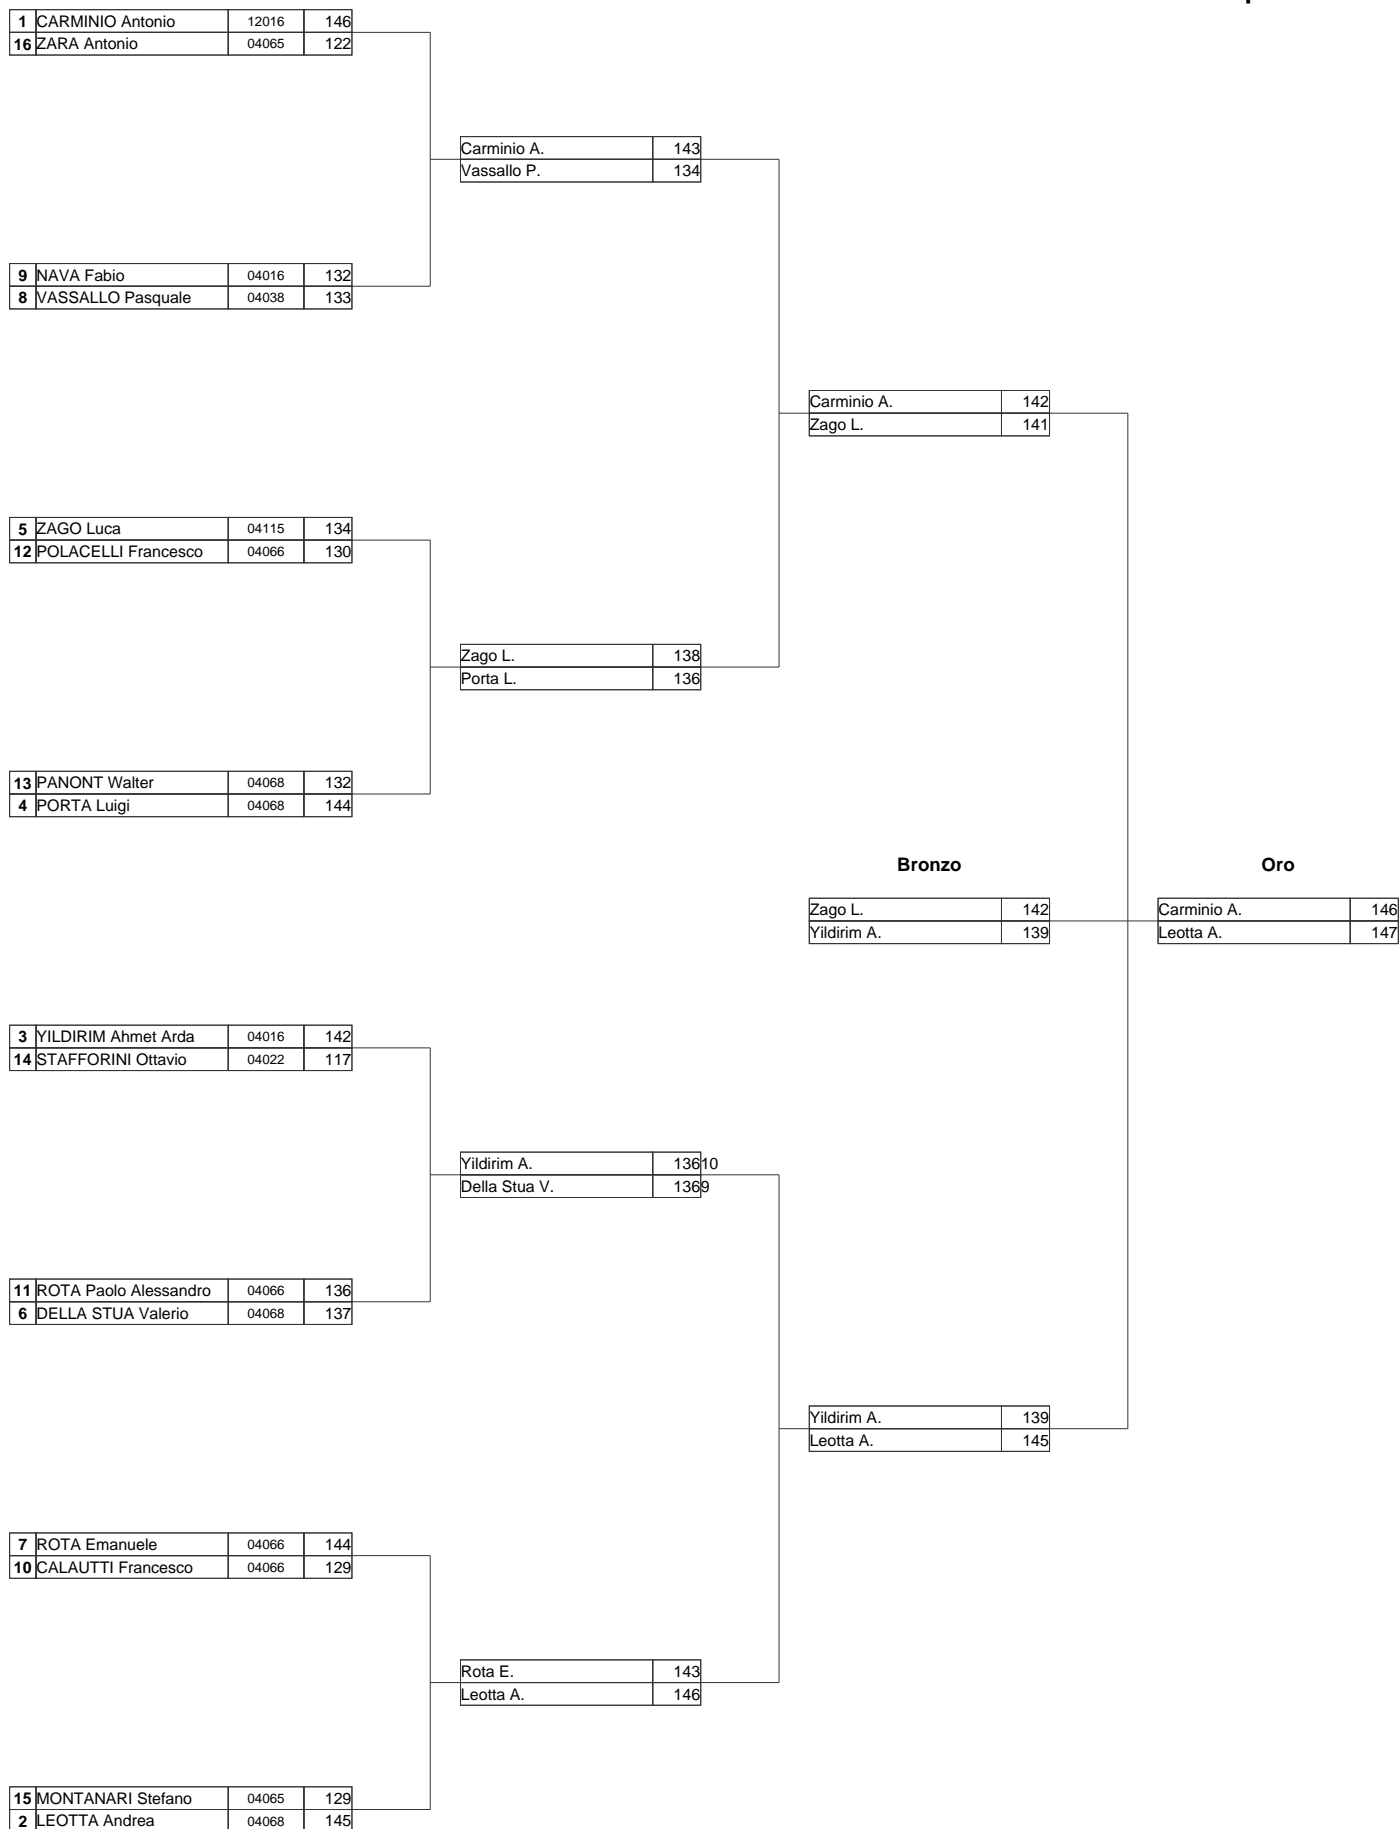 1 CARMINIO Antonio 12016 146
16 ZARA Antonio 04065 122
Carminio A. 143
Vassallo P. 134
9 NAVA Fabio 04016 132
8 VASSALLO Pasquale 04038 133
Carminio A. 142
Zago L. 141
5 ZAGO Luca 04115 134
12 POLACELLI Francesco 04066 130
Zago L. 138
Porta L. 136
13 PANONT Walter 04068 132
4 PORTA Luigi 04068 144
Bronzo Oro
Zago L. 142 Carminio A. 146
Yildirim A. 139 Leotta A. 147
3 YILDIRIM Ahmet Arda 04016 142
14 STAFFORINI Ottavio 04022 117
Yildirim A. 136 10
Della Stua V. 136 9
11 ROTA Paolo Alessandro 04066 136
6 DELLA STUA Valerio 04068 137
Yildirim A. 139
Leotta A. 145
7 ROTA Emanuele 04066 144
10 CALAUTTI Francesco 04066 129
Rota E. 143
Leotta A. 146
15 MONTANARI Stefano 04065 129
2 LEOTTA Andrea 04068 145